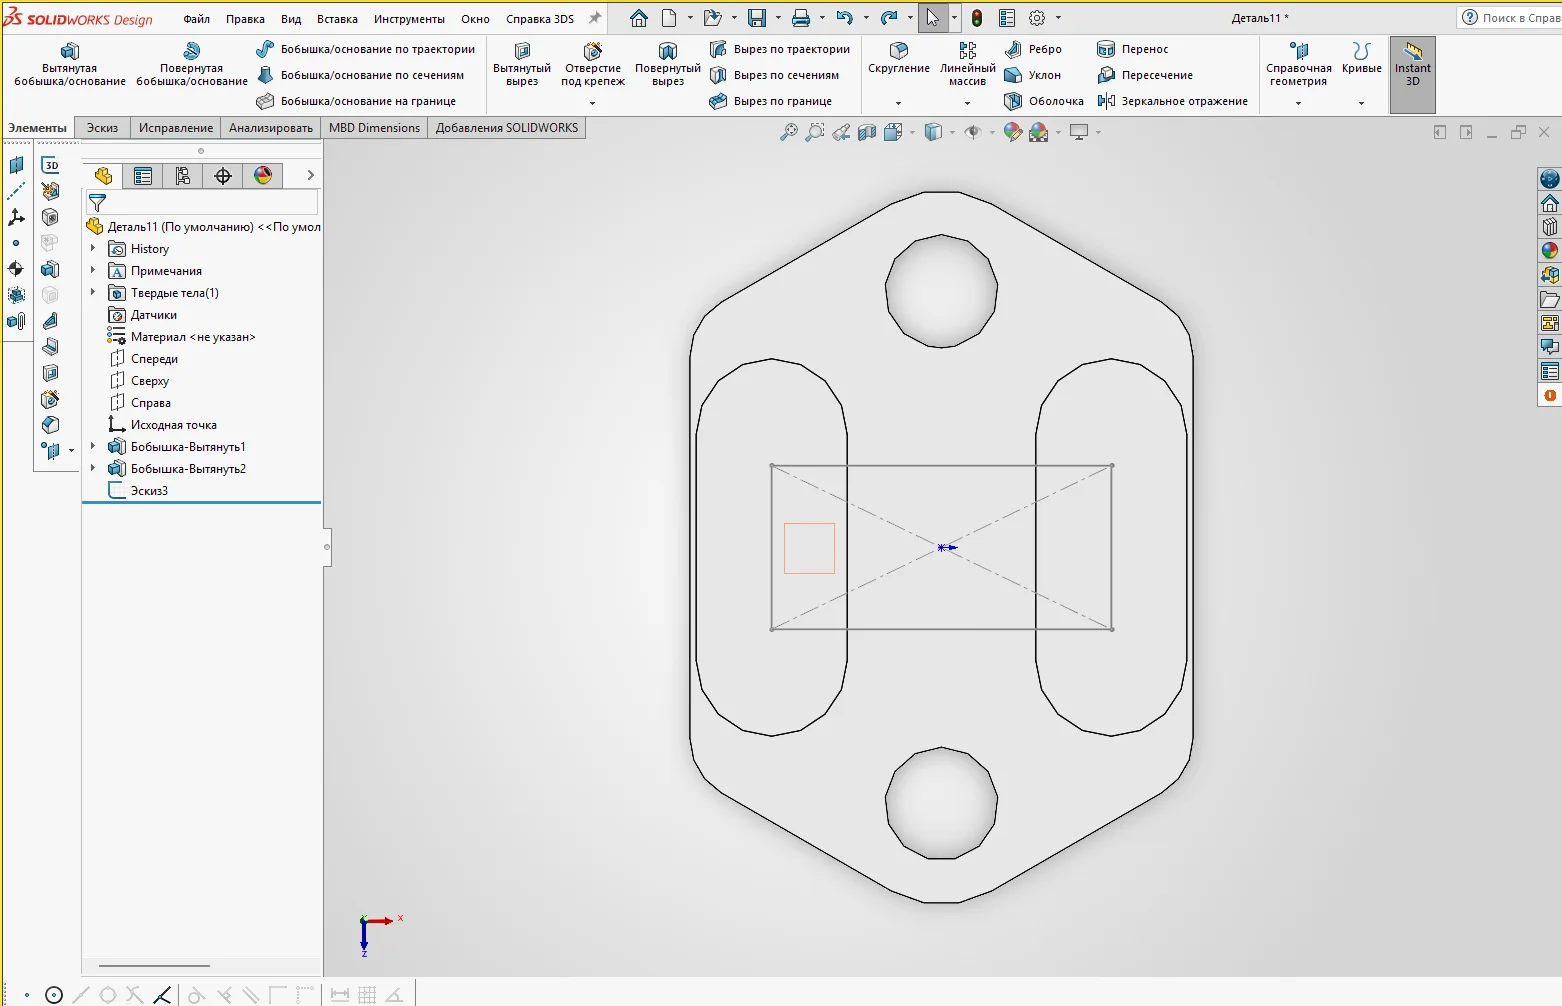 SOLIDWORKS Design
Файл Правка Вид Вставка Инструменты Окно Справка 3DS
Деталь11 *
Поиск в Справ
Вытянутая бобышка/основание
Повернутая бобышка/основание
Бобышка/основание по траектории
Бобышка/основание по сечениям
Бобышка/основание на границе
Вытянутый вырез
Отверстие под крепеж
Повернутый вырез
Вырез по траектории
Вырез по сечениям
Вырез по границе
Скругление
Линейный массив
Ребро
Уклон
Оболочка
Перенос
Пересечение
Зеркальное отражение
Справочная геометрия
Кривые
Instant 3D
Элементы Эскиз Исправление Анализировать MBD Dimensions Добавления SOLIDWORKS
3D
Деталь11 (По умолчанию) <<По умол
History
Примечания
Твердые тела(1)
Датчики
Материал <не указан>
Спереди
Сверху
Справа
Исходная точка
Бобышка-Вытянуть1
Бобышка-Вытянуть2
Эскиз3
X
Z